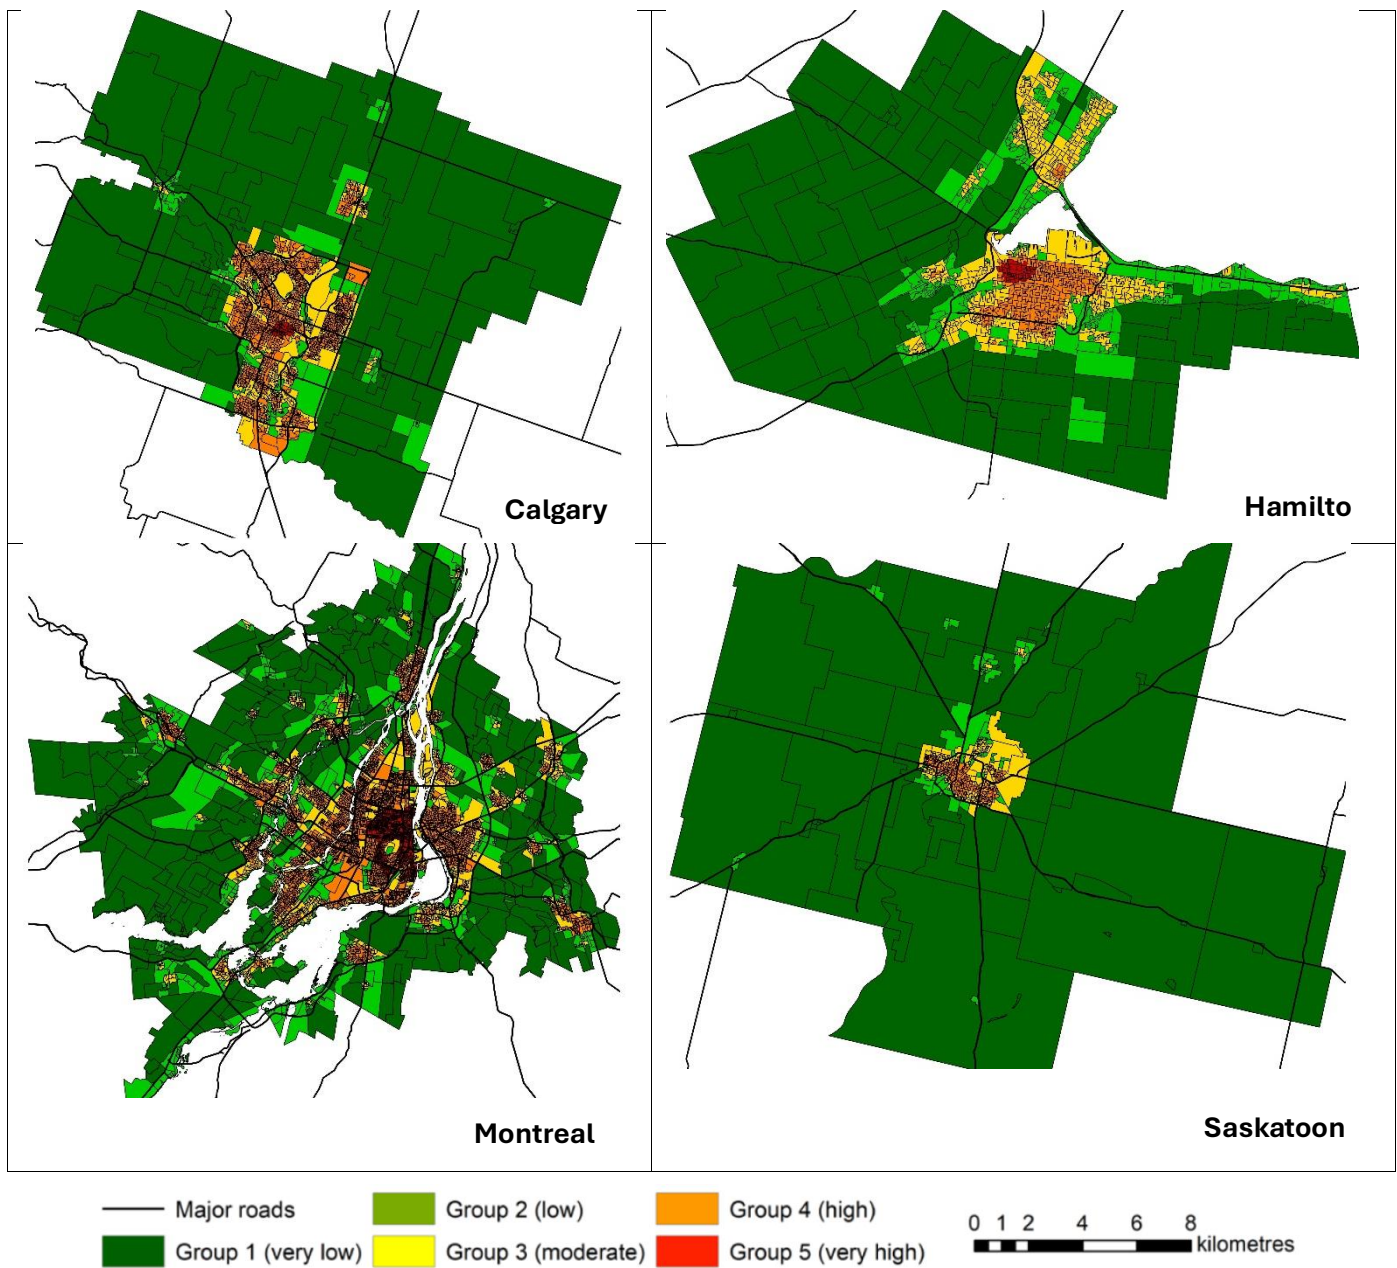 Calgary
Hamilto
Montreal
Saskatoon
Major roads
Group 2 (low)
Group 4 (high)
0 1 2 4 6 8
Group 1 (very low)
Group 3 (moderate)
Group 5 (very high)
kilometres